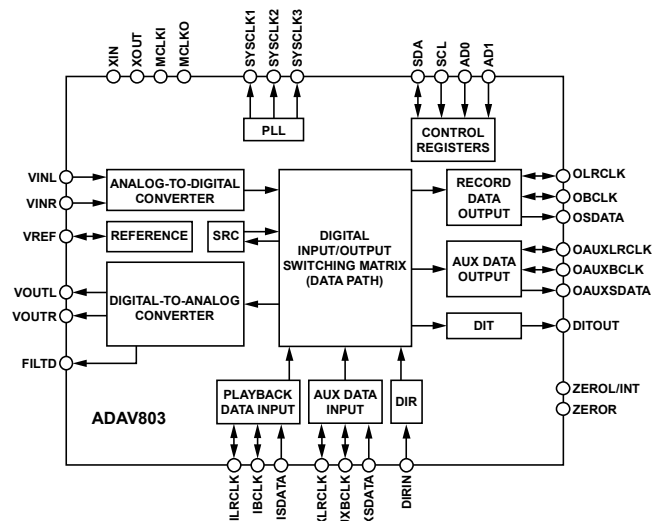 XIN
XOUT
MCLKI
MCLKO
SYSCLK1
SYSCLK2
SYSCLK3
SDA
SCL
AD0
AD1
PLL
CONTROL
REGISTERS
VINL
VINR
VREF
VOUTL
VOUTR
FILTD
ANALOG-TO-DIGITAL
CONVERTER
REFERENCE
SRC
DIGITAL-TO-ANALOG
CONVERTER
DIGITAL
INPUT/OUTPUT
SWITCHING MATRIX
(DATA PATH)
RECORD
DATA
OUTPUT
AUX DATA
OUTPUT
DIT
OLRCLK
OBCLK
OSDATA
OAUXLRCLK
OAUXBCLK
OAUXSDATA
DITOUT
ZEROL/INT
ZEROR
PLAYBACK
DATA INPUT
AUX DATA
INPUT
DIR
ADAV803
ILRCLK
IBCLK
ISDATA
DIRIN